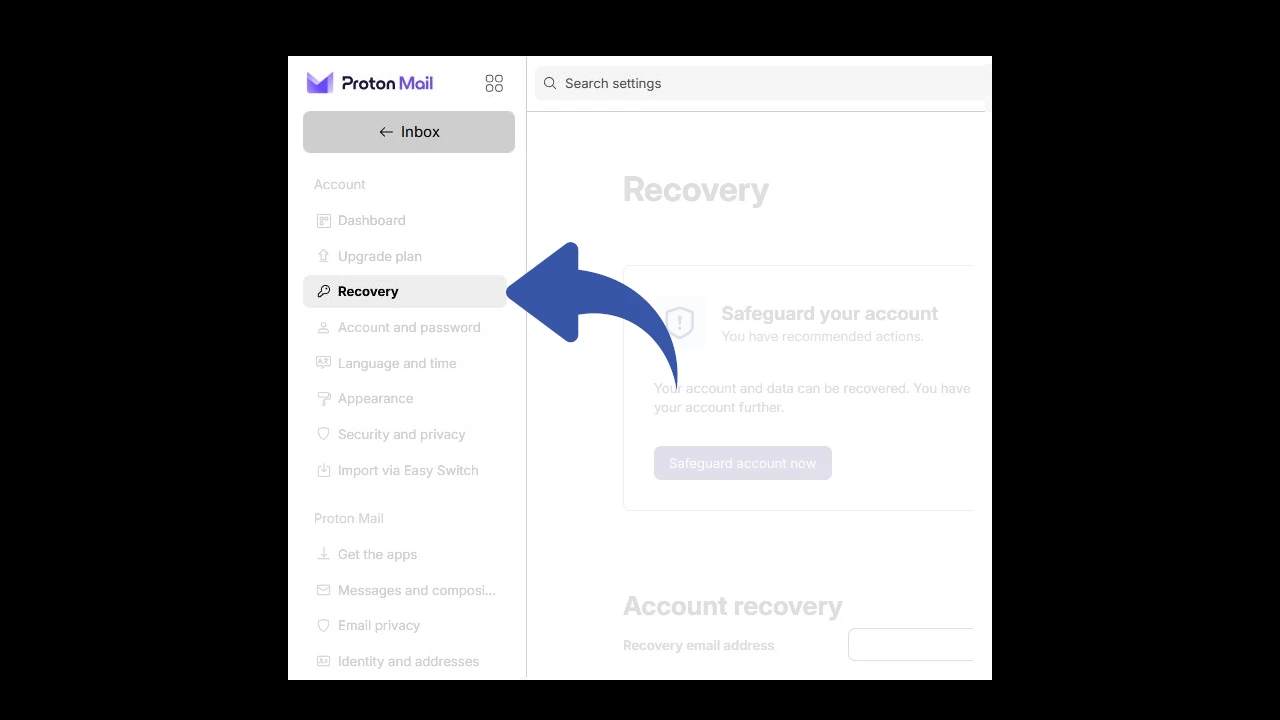 Proton Mail
Search settings
← Inbox
Account
Dashboard
Upgrade plan
Recovery
Account and password
Language and time
Appearance
Security and privacy
Import via Easy Switch
Proton Mail
Get the apps
Messages and composi...
Email privacy
Identity and addresses
Recovery
Safeguard your account
You have recommended actions.
Your account and data can be recovered. You have
your account further.
Safeguard account now
Account recovery
Recovery email address